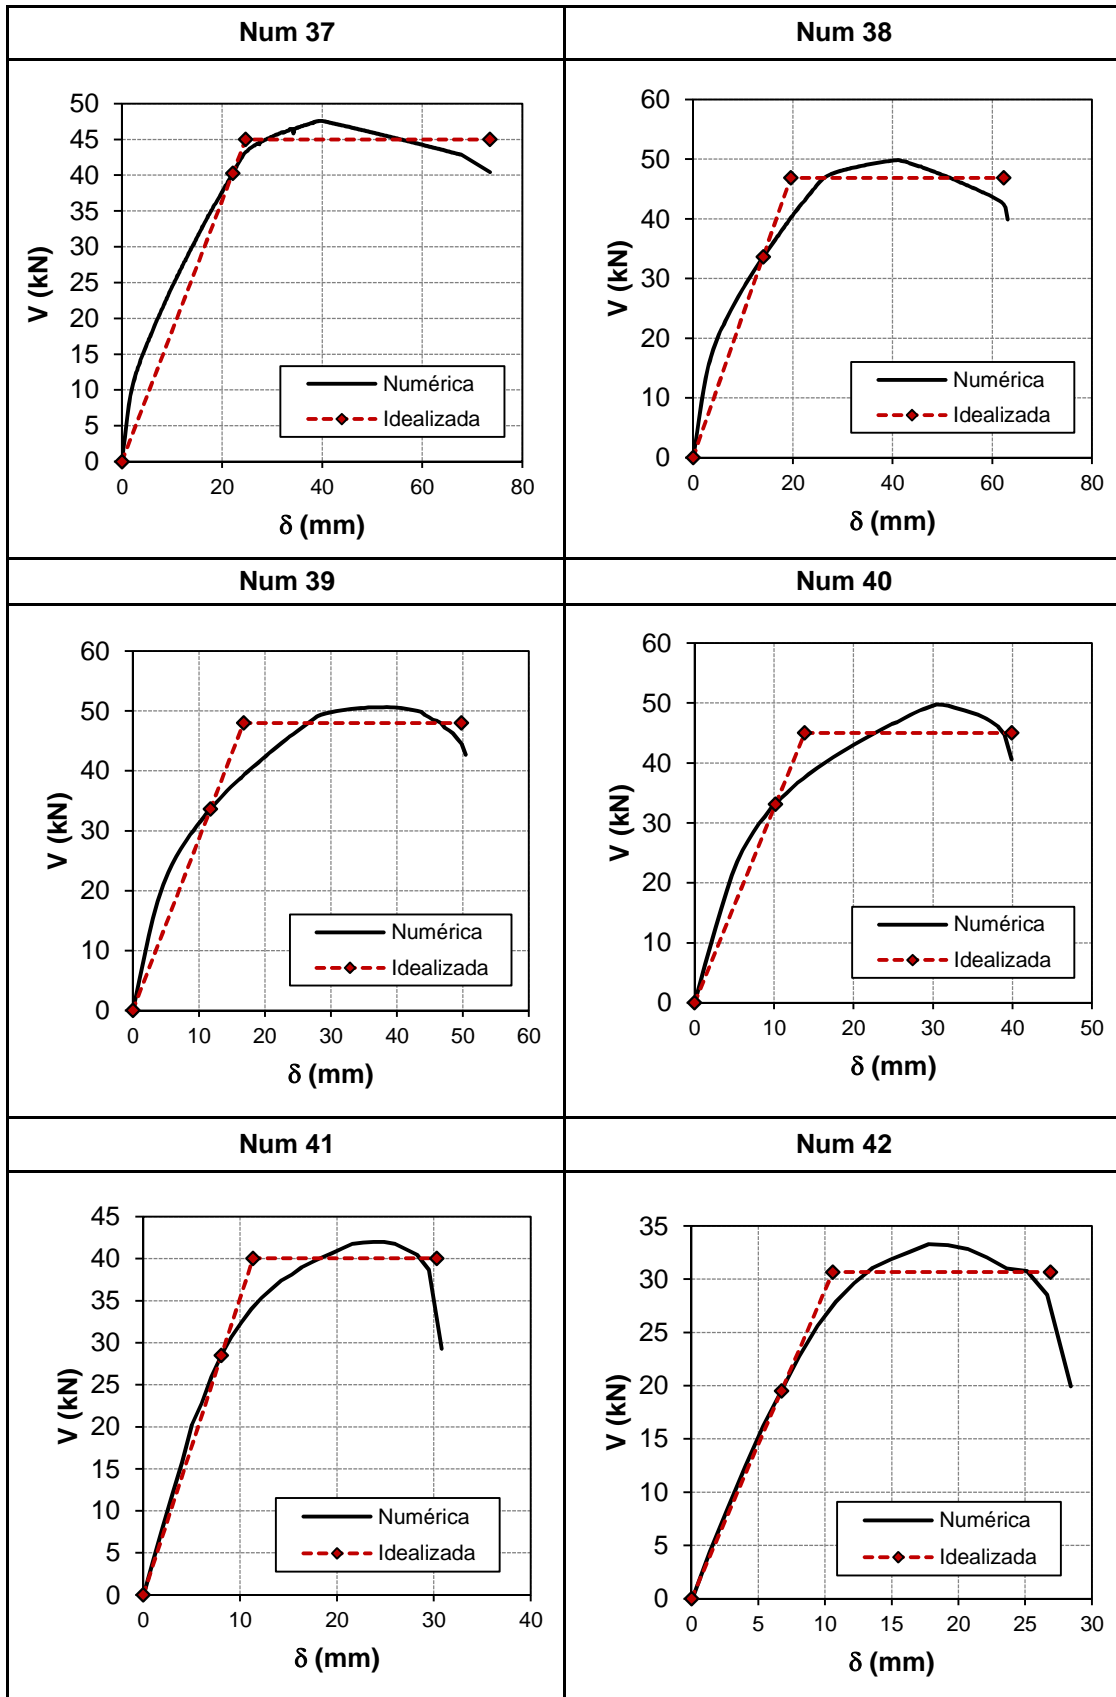 Num 37
Num 38
50
45
40
35
30
25
20
15
10
5
0
V (kN)
Numérica
Idealizada
0 20 40 60 80
δ (mm)
60
50
40
30
20
10
0
V (kN)
Numérica
Idealizada
0 20 40 60 80
δ (mm)
Num 39
Num 40
60
50
40
30
20
10
0
V (kN)
Numérica
Idealizada
0 10 20 30 40 50 60
δ (mm)
60
50
40
30
20
10
0
V (kN)
Numérica
Idealizada
0 10 20 30 40 50
δ (mm)
Num 41
Num 42
45
40
35
30
25
20
15
10
5
0
V (kN)
Numérica
Idealizada
0 10 20 30 40
δ (mm)
35
30
25
20
15
10
5
0
V (kN)
Numérica
Idealizada
0 5 10 15 20 25 30
δ (mm)